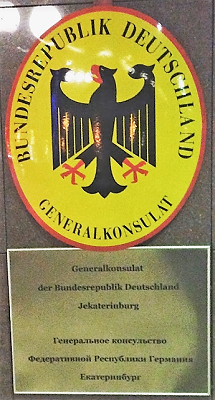 BUNDESREPUBLIK DEUTSCHLAND
GENERALKONSULAT
Generalkonsulat
der Bundesrepublik Deutschland
Jekaterinburg
Генеральное консульство
Федеративной Республики Германия
Екатеринбург